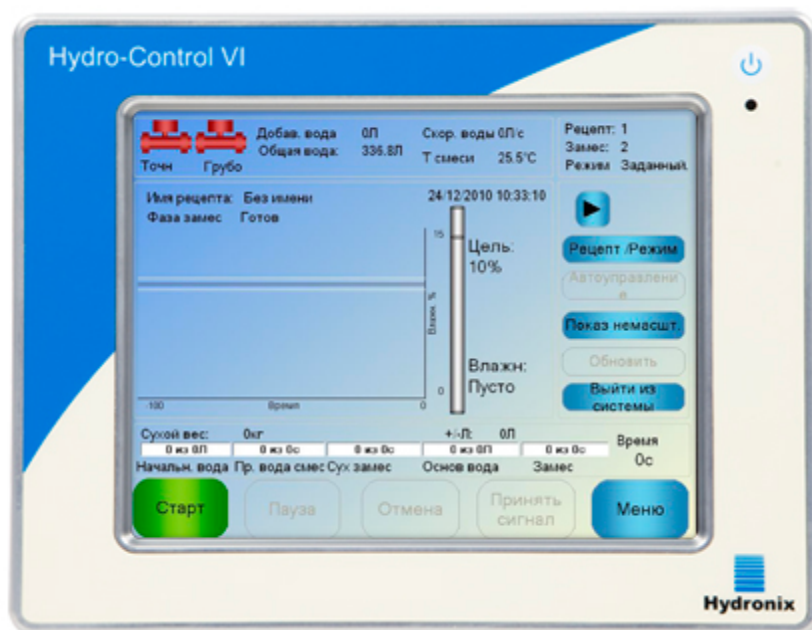 Hydro-Control VI
Добав. вода 0Л Скор. воды 0Л/с Рецепт: 1
Общая вода: 336.8Л Замес: 2
Точн Грубо Т смеси 25.5°C Режим Заданный
Имя рецепта: Без имени 24/12/2010 10:33:10
Фаза замес Готов
15
Цель:
10%
Рецепт /Режим
Автоуправлени
е
Влажн. %
Показ немасшт.
Влажн:
Пусто
Обновить
0
Выйти из
системы
-100 Время 0
Сухой вес: 0кг +/-Л: 0Л
0 из 0Л 0 из 0с 0 из 0с 0 из 0Л 0 из 0с
Время
0с
Начальн. вода Пр. вода смес Сух замес Основ вода Замес
Старт Пауза Отмена Принять
сигнал Меню
Hydronix